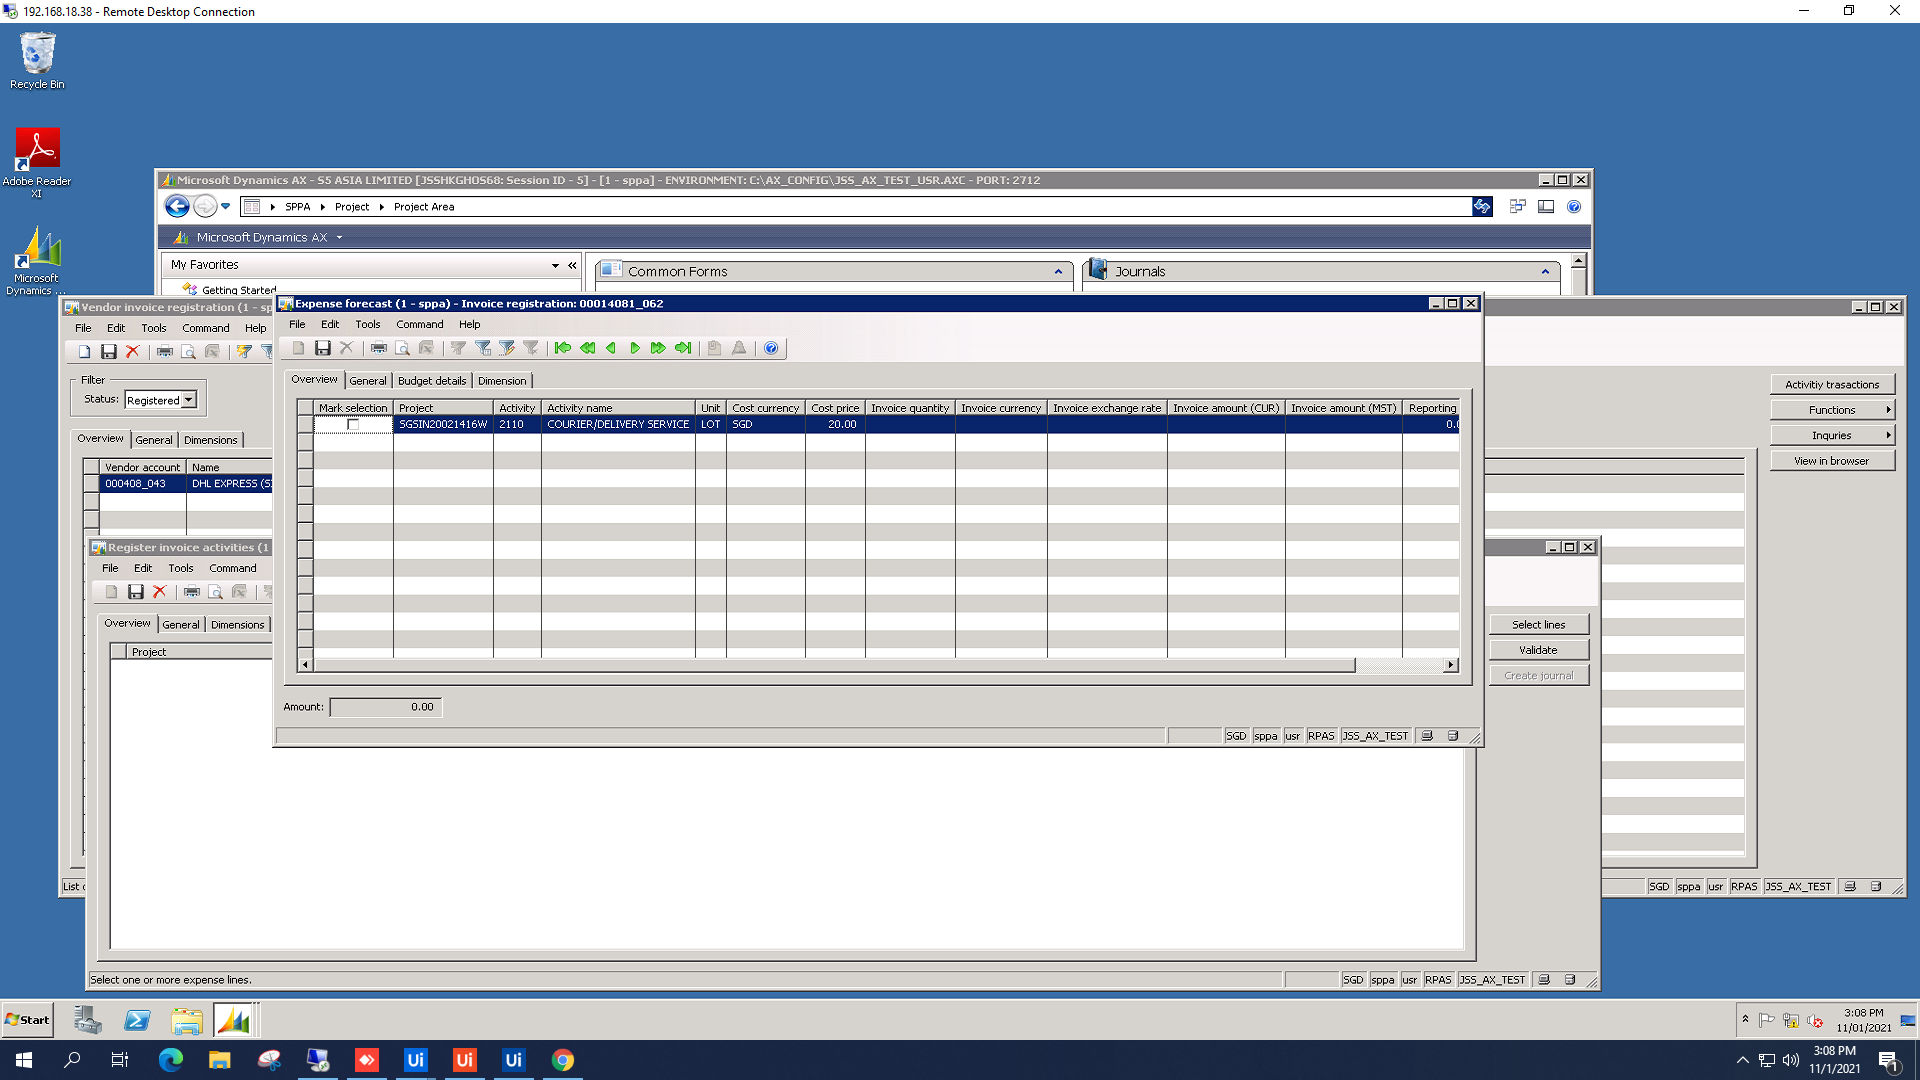 192.168.18.38 - Remote Desktop Connection
Recycle Bin
Adobe Reader
XI
Microsoft
Dynamics ...
Microsoft Dynamics AX - S5 ASIA LIMITED [JSSHKGHOS68: Session ID - 5] - [1 - sppa] - ENVIRONMENT: C:\AX_CONFIG\JSS_AX_TEST_USR.AXC - PORT: 2712
SPPA Project Project Area
Microsoft Dynamics AX
My Favorites
Getting Started
Common Forms
Journals
Vendor invoice registration (1 - sp
File Edit Tools Command Help
Filter
Status: Registered
Overview General Dimensions
Vendor account Name
000408_043 DHL EXPRESS (S
Activitiy trasactions
Functions
Inquries
View in browser
List
SGD sppa usr RPAS JSS_AX_TEST
Expense forecast (1 - sppa) - Invoice registration: 00014081_062
File Edit Tools Command Help
Overview General Budget details Dimension
Mark selection Project Activity Activity name Unit Cost currency Cost price Invoice quantity Invoice currency Invoice exchange rate Invoice amount (CUR) Invoice amount (MST) Reporting
SGSIN20021416W 2110 COURIER/DELIVERY SERVICE LOT SGD 20.00 0.0
Amount: 0.00
SGD sppa usr RPAS JSS_AX_TEST
Register invoice activities (1
File Edit Tools Command
Overview General Dimensions
Project
Select lines
Validate
Create journal
Select one or more expense lines.
SGD sppa usr RPAS JSS_AX_TEST
Start
3:08 PM
11/01/2021
Ui Ui Ui
3:08 PM
11/1/2021
1